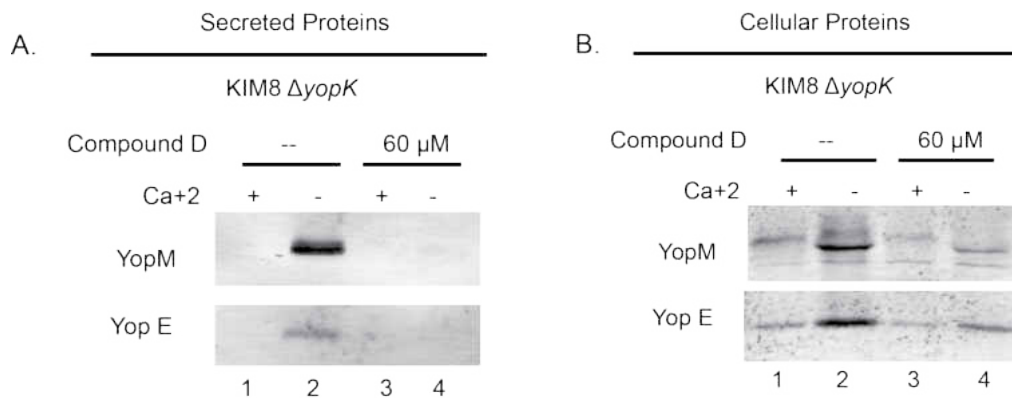 A.
Secreted Proteins
KIM8 ΔyopK
Compound D -- 60 µM
Ca+2 + - + -
YopM
Yop E
1 2 3 4
B.
Cellular Proteins
KIM8 ΔyopK
Compound D -- 60 µM
Ca+2 + - + -
YopM
Yop E
1 2 3 4